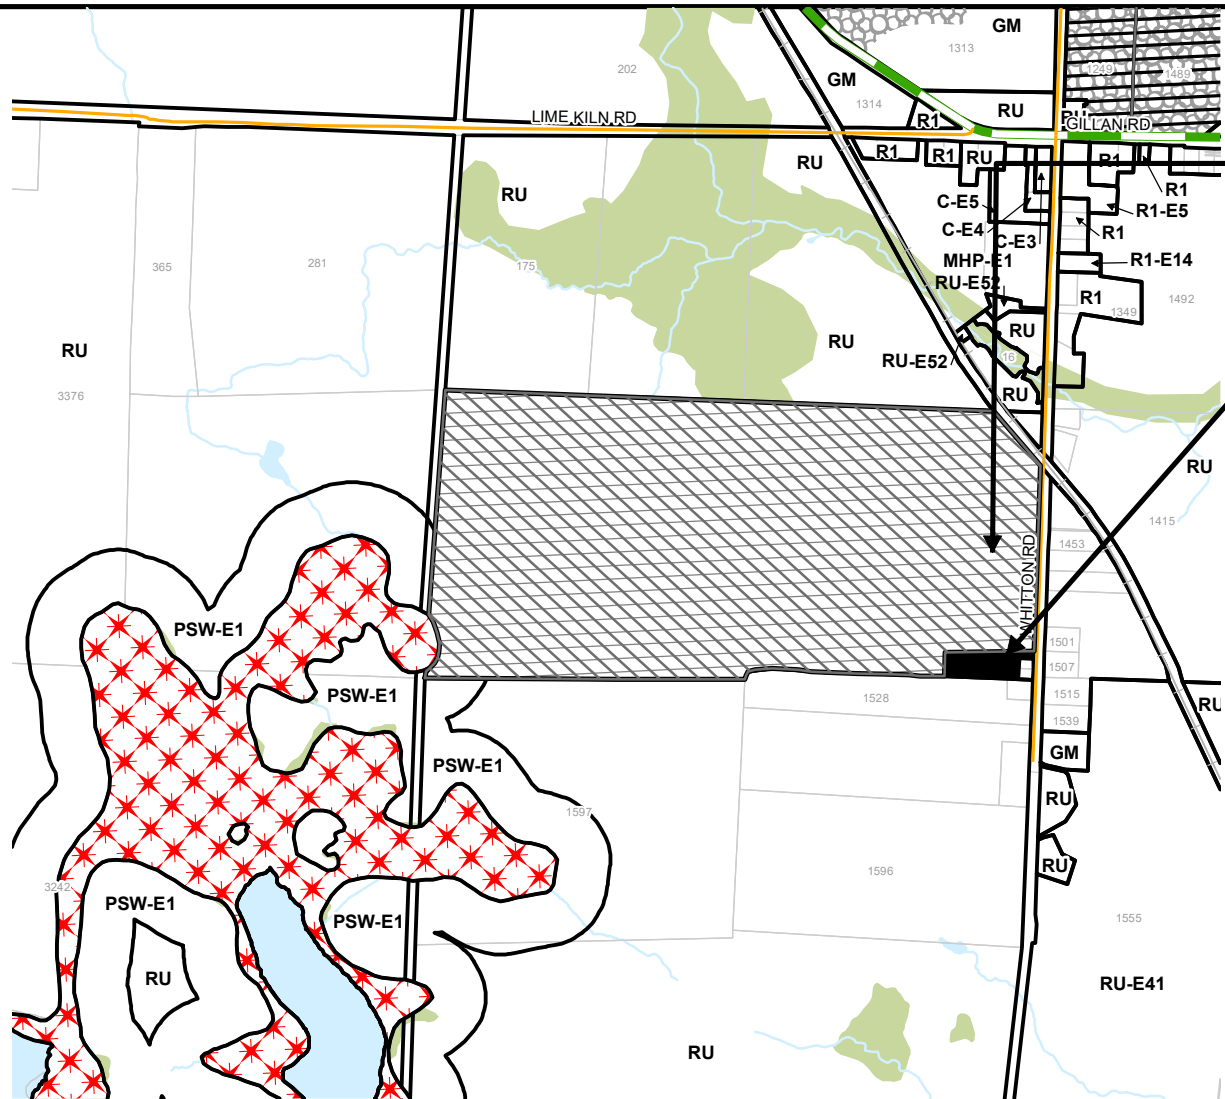 GM
1313
202
GM
1249
1489
1314
RU
R1
RU
LIME KILN RD
GILLAN RD
R1
R1
RU
R1
RU
RU
R1
C-E5
R1-E5
C-E4
R1
C-E3
MHP-E1
R1-E14
365
281
175
RU-E52
R1
1492
1349
RU
RU
RU
16
RU-E52
RU
3376
RU
1415
WHITTON RD
1453
PSW-E1
1501
1507
PSW-E1
1528
1515
RU
1539
GM
PSW-E1
RU
1597
RU
1596
3242
PSW-E1
PSW-E1
1555
RU
RU-E41
RU